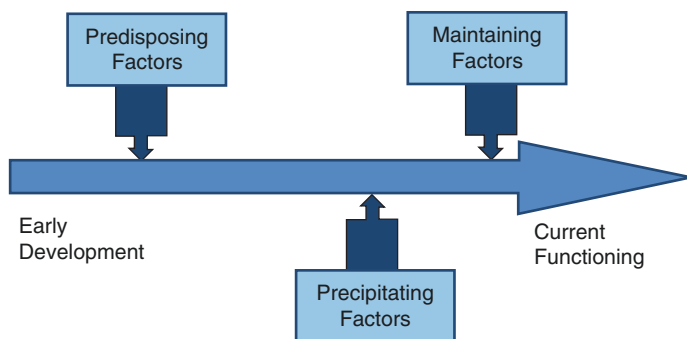 Predisposing
Factors
Maintaining
Factors
Early
Development
Current
Functioning
Precipitating
Factors